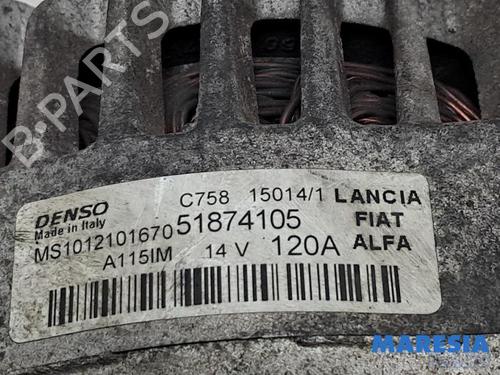 B-PARTS
C758 15014/1 LANCIA
DENSO
Made in Italy
FIAT
MS1012101670 51874105
A115IM 14 V 120A ALFA
MARESIA